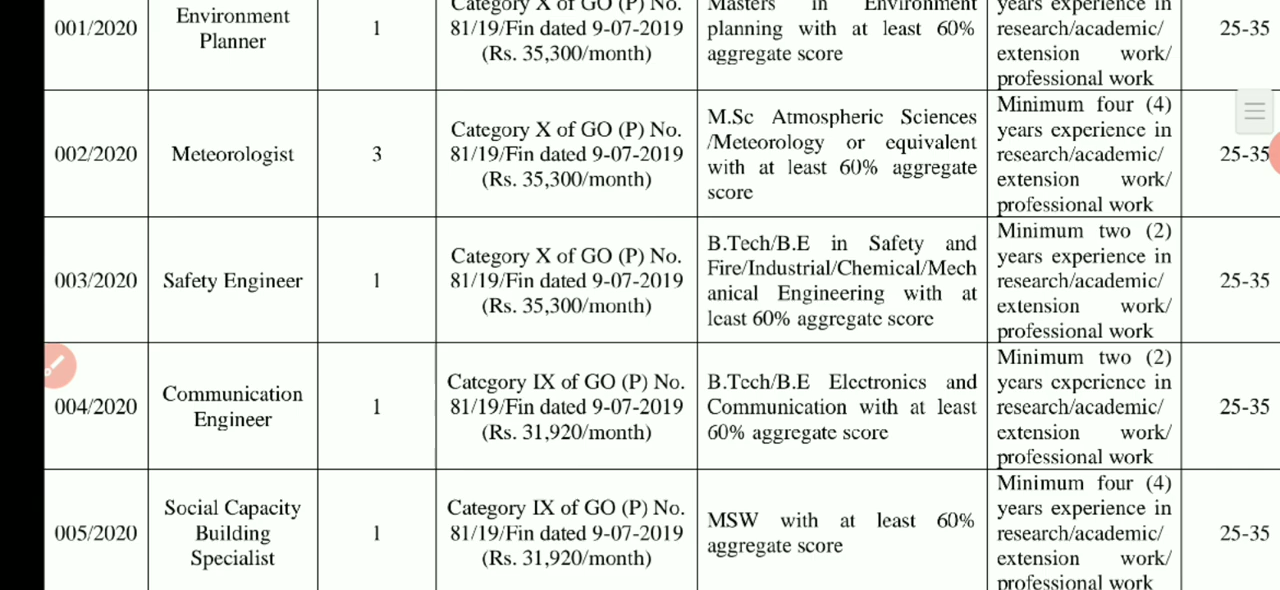 001/2020
Environment
Planner
1
Category X of GO (P) No.
81/19/Fin dated 9-07-2019
(Rs. 35,300/month)
Masters in Environment
planning with at least 60%
aggregate score
years experience in
research/academic/
extension work/
professional work
25-35
002/2020
Meteorologist
3
Category X of GO (P) No.
81/19/Fin dated 9-07-2019
(Rs. 35,300/month)
M.Sc Atmospheric Sciences
/Meteorology or equivalent
with at least 60% aggregate
score
Minimum four (4)
years experience in
research/academic/
extension work/
professional work
25-35
003/2020
Safety Engineer
1
Category X of GO (P) No.
81/19/Fin dated 9-07-2019
(Rs. 35,300/month)
B.Tech/B.E in Safety and
Fire/Industrial/Chemical/Mech
anical Engineering with at
least 60% aggregate score
Minimum two (2)
years experience in
research/academic/
extension work/
professional work
25-35
004/2020
Communication
Engineer
1
Category IX of GO (P) No.
81/19/Fin dated 9-07-2019
(Rs. 31,920/month)
B.Tech/B.E Electronics and
Communication with at least
60% aggregate score
Minimum two (2)
years experience in
research/academic/
extension work/
professional work
25-35
005/2020
Social Capacity
Building
Specialist
1
Category IX of GO (P) No.
81/19/Fin dated 9-07-2019
(Rs. 31,920/month)
MSW with at least 60%
aggregate score
Minimum four (4)
years experience in
research/academic/
extension work/
professional work
25-35